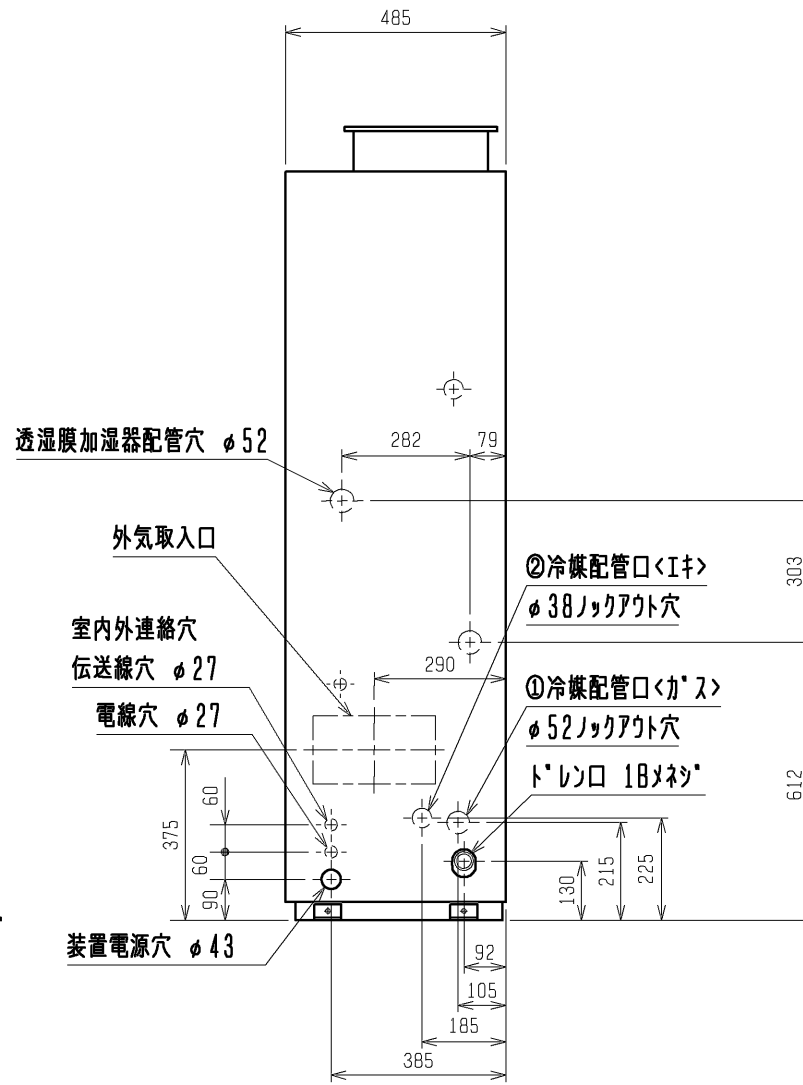 485
282
79
透湿膜加湿器配管穴 φ52
外気取入口
303
②冷媒配管口<エキ>
φ38ノックアウト穴
室内外連絡穴
伝送線穴 φ27
290
電線穴 φ27
①冷媒配管口<ガス>
φ52ノックアウト穴
ドレン口 1Bメネジ
612
60
375
60
90
130
215
225
装置電源穴 φ43
92
105
185
385